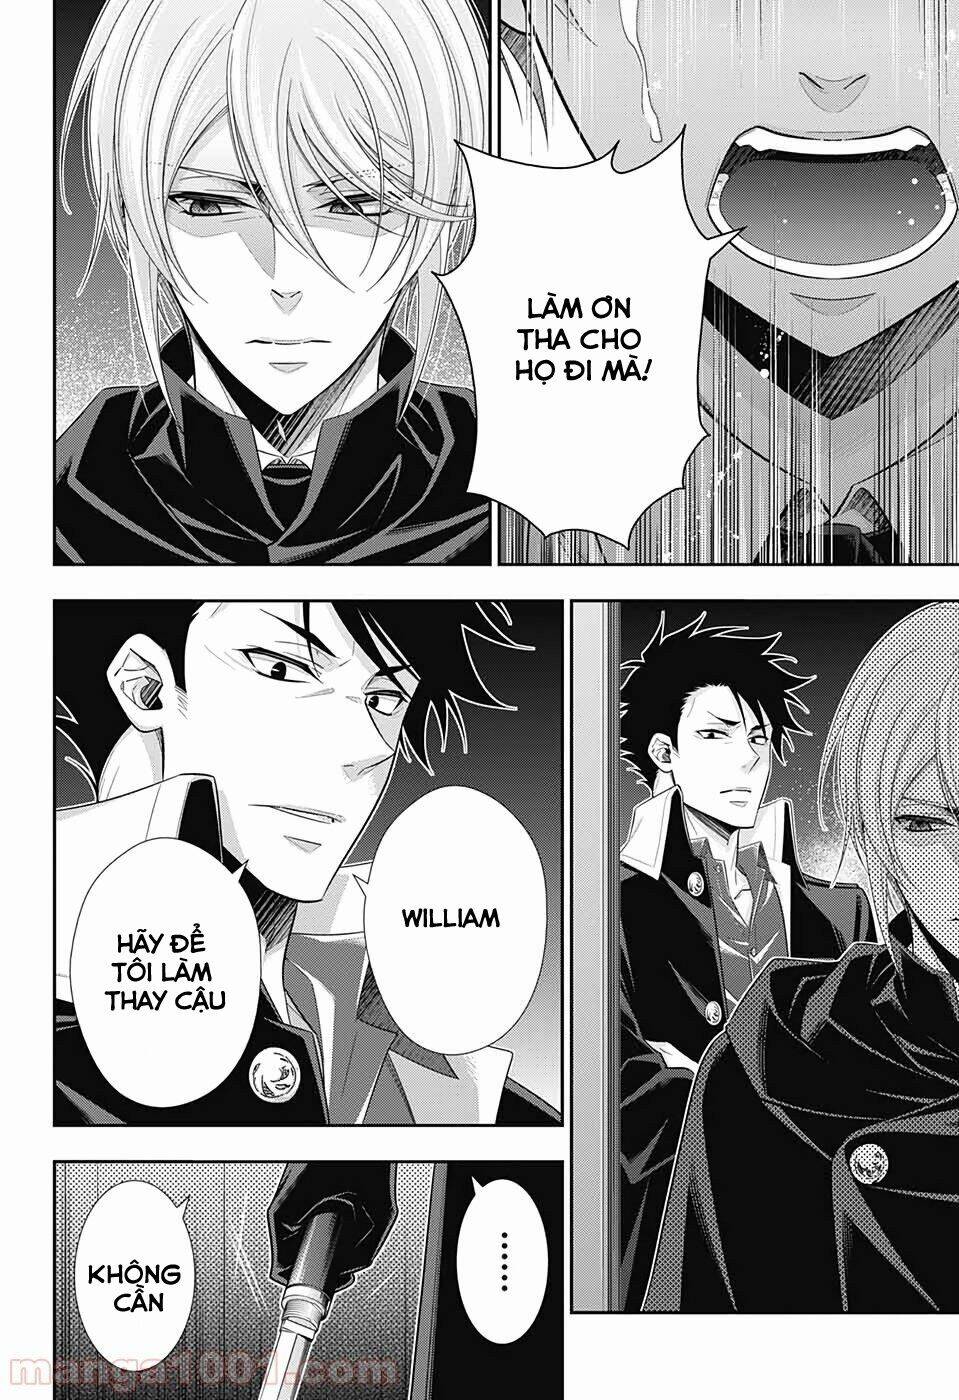 LÀM ƠN
THA CHO
HỌ ĐI MÀ!
WILLIAM
HÃY ĐỂ
TÔI LÀM
THAY CẬU
......
KHÔNG
CẦN
manga1001.com